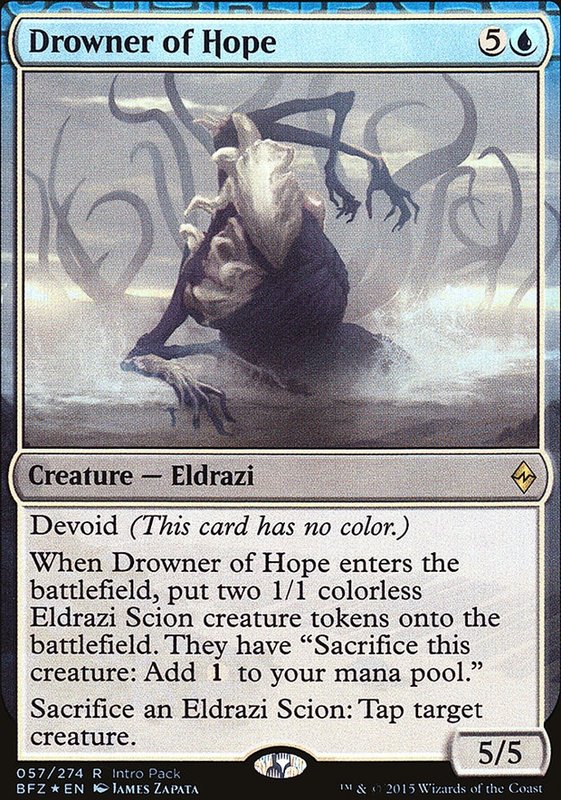 Drowner of Hope 5
Creature — Eldrazi
Devoid (This card has no color.)
When Drowner of Hope enters the
battlefield, put two 1/1 colorless
Eldrazi Scion creature tokens onto the
battlefield. They have “Sacrifice this
creature: Add 1 to your mana pool.”
Sacrifice an Eldrazi Scion: Tap target
creature.
5/5
057/274 R Intro Pack
BFZ ★ EN James Zapata
™ & © 2015 Wizards of the Coast